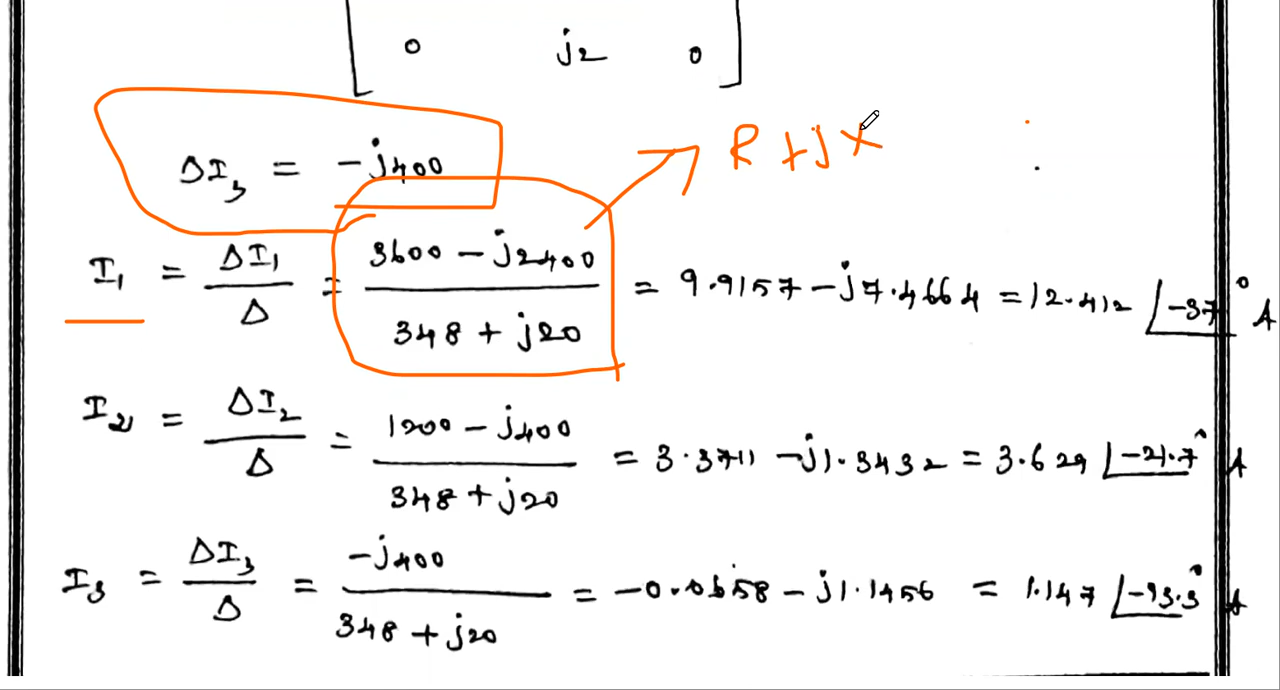 0 j2 0
ΔI3 = -j400
R + jX
I1 = ΔI1/Δ = (3600 - j2400)/(348 + j20) = 9.9157 - j7.4664 = 12.412 ∠-37° A
I2 = ΔI2/Δ = (1200 - j400)/(348 + j20) = 3.3711 - j1.3432 = 3.629 ∠-21.7° A
I3 = ΔI3/Δ = -j400/(348 + j20) = -0.0658 - j1.1456 = 1.147 ∠-93.3° A